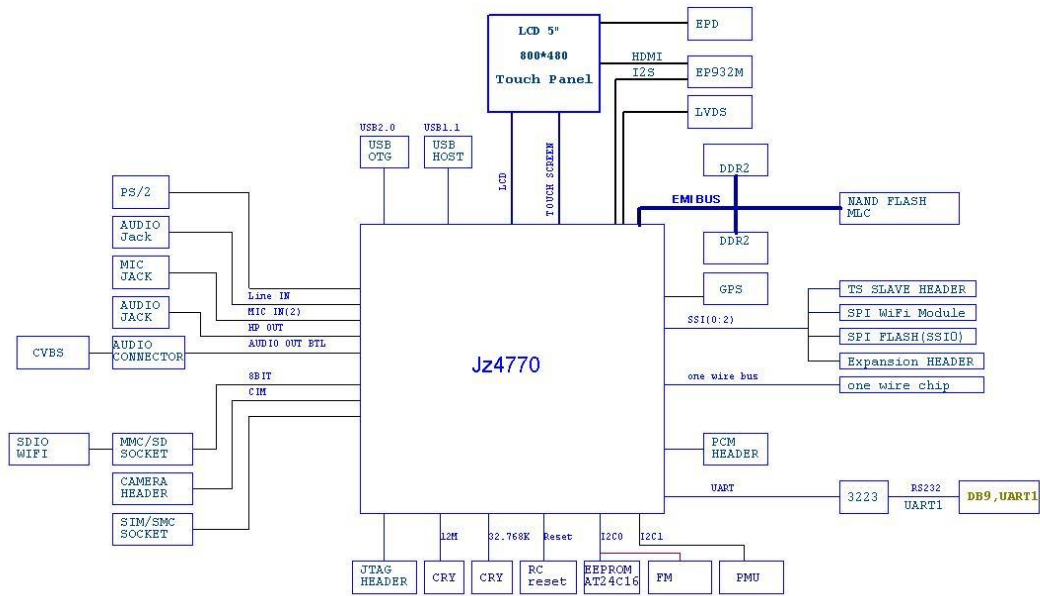 EPD
LCD 5"
800*480
Touch Panel
HDMI
I2S
EP932M
LVDS
USB2.0
USB1.1
USB
OTG
USB
HOST
LCD
TOUCH SCREEN
DDR2
EMI BUS
NAND FLASH
MLC
DDR2
PS/2
AUDIO
Jack
MIC
JACK
AUDIO
JACK
CVBS
AUDIO
CONNECTOR
Line IN
MIC IN(2)
HP OUT
AUDIO OUT BTL
8BIT
CIM
SDIO
WIFI
MMC/SD
SOCKET
CAMERA
HEADER
SIM/SMC
SOCKET
Jz4770
GPS
SSI(0:2)
TS SLAVE HEADER
SPI WiFi Module
SPI FLASH(SSI0)
Expansion HEADER
one wire bus
one wire chip
PCM
HEADER
UART
3223
RS232
UART1
DB9,UART1
12M
32.768K
Reset
I2C0
I2C1
JTAG
HEADER
CRY
CRY
RC
reset
EEPROM
AT24C16
FM
PMU